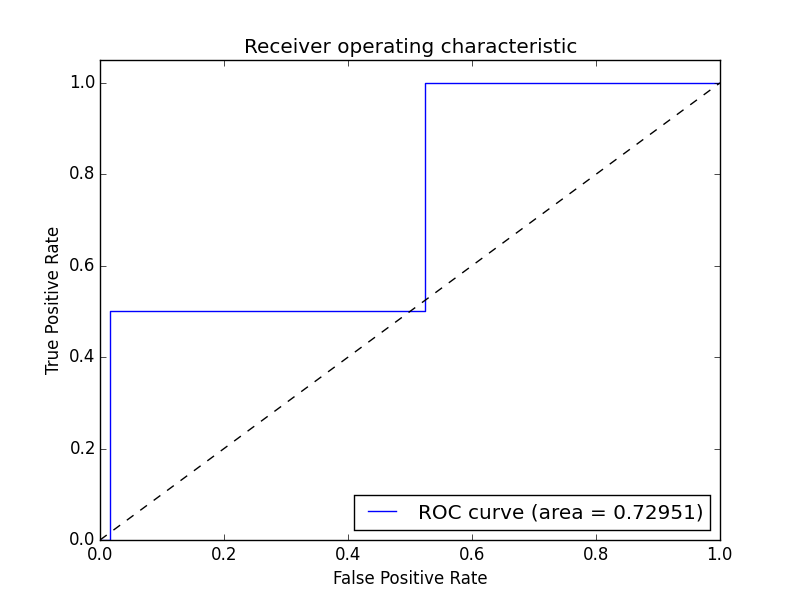 Receiver operating characteristic
1.0
0.8
0.6
0.4
0.2
0.0
True Positive Rate
ROC curve (area = 0.72951)
0.0 0.2 0.4 0.6 0.8 1.0
False Positive Rate